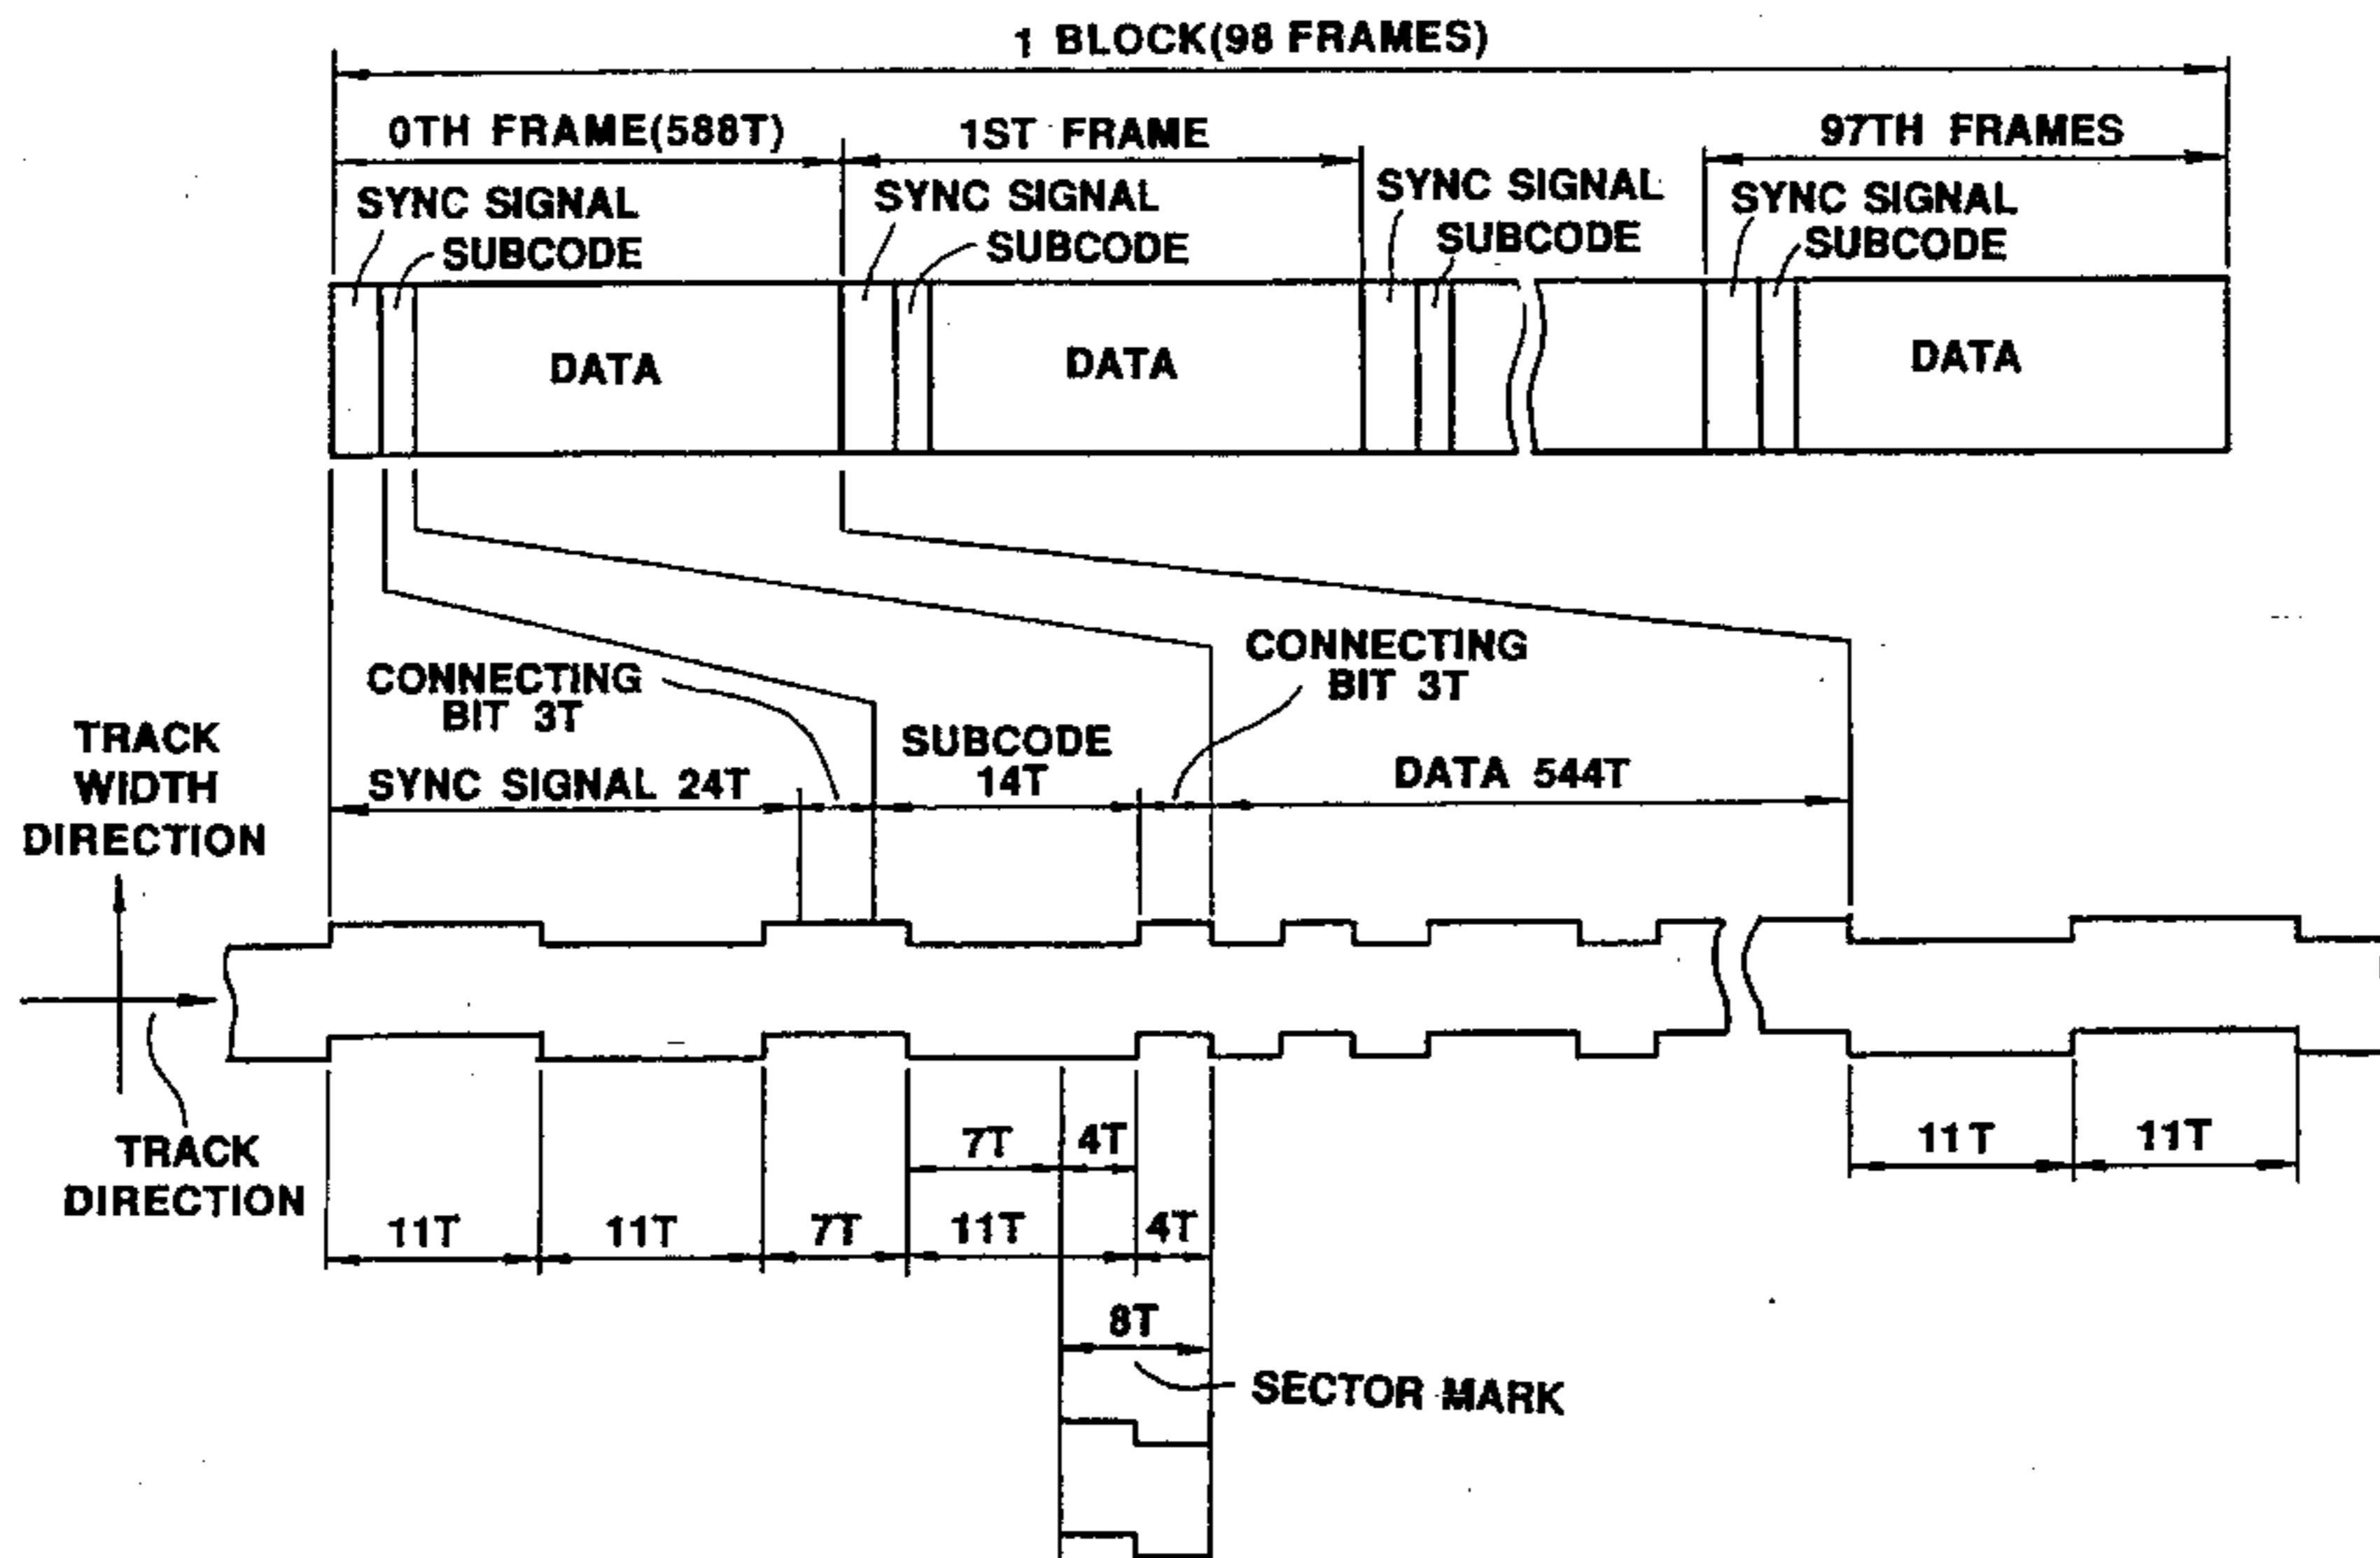 1 BLOCK(98 FRAMES)
0TH FRAME(588T)
1ST FRAME
97TH FRAMES
SYNC SIGNAL
SUBCODE
SYNC SIGNAL
SUBCODE
SYNC SIGNAL
SUBCODE
SYNC SIGNAL
SUBCODE
DATA
DATA
DATA
CONNECTING
BIT 3T
CONNECTING
BIT 3T
TRACK
WIDTH
DIRECTION
SYNC SIGNAL 24T
SUBCODE
14T
DATA 544T
TRACK
DIRECTION
7T
4T
11T
11T
11T
11T
7T
11T
4T
8T
SECTOR MARK